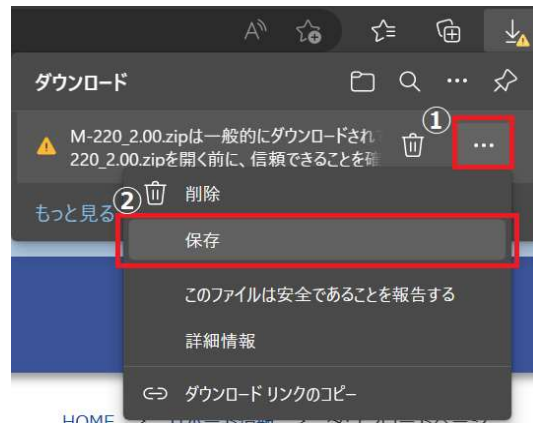 A
ダウンロード
①
M-220_2.00.zipは一般的にダウンロードされ
220_2.00.zipを開く前に、信頼できることを確
もっと見る
②
削除
保存
このファイルは安全であることを報告する
詳細情報
ダウンロード リンクのコピー
HOME